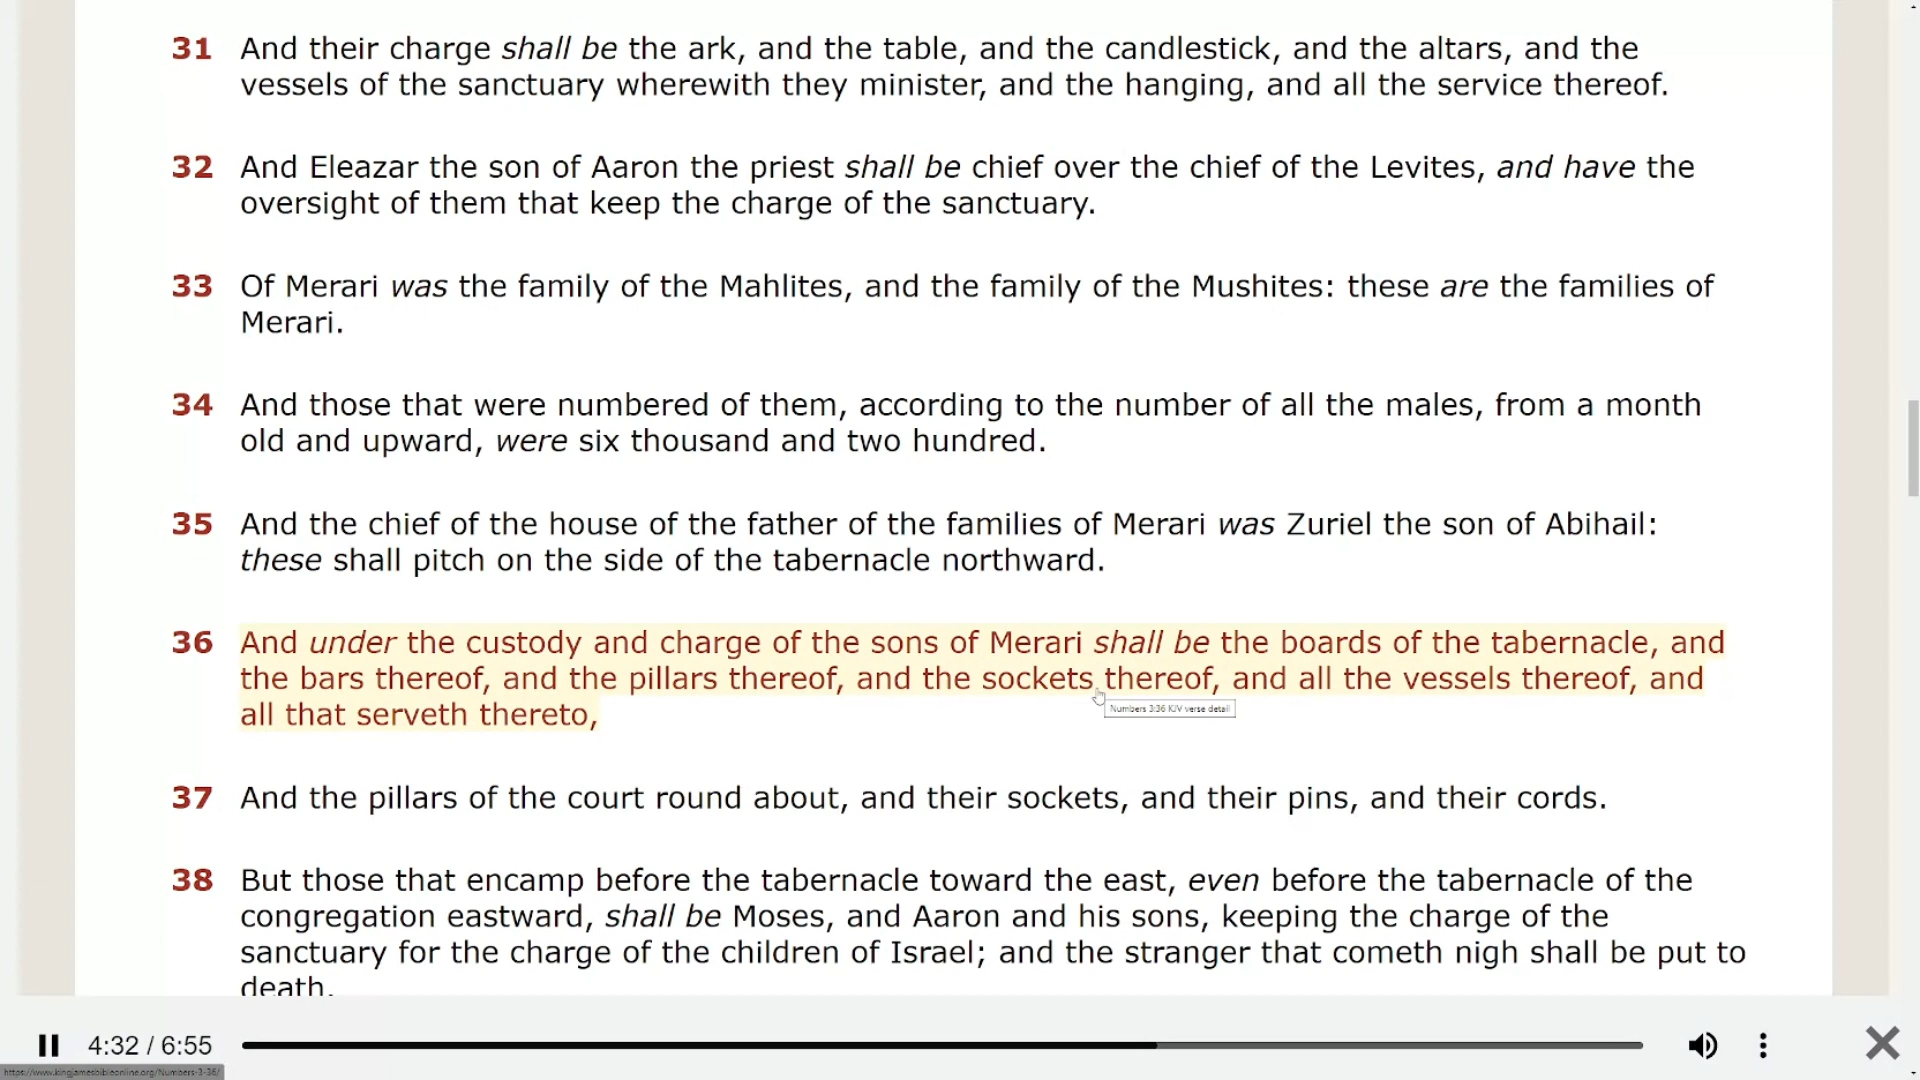 31 And their charge shall be the ark, and the table, and the candlestick, and the altars, and the
vessels of the sanctuary wherewith they minister, and the hanging, and all the service thereof.
32 And Eleazar the son of Aaron the priest shall be chief over the chief of the Levites, and have the
oversight of them that keep the charge of the sanctuary.
33 Of Merari was the family of the Mahlites, and the family of the Mushites: these are the families of
Merari.
34 And those that were numbered of them, according to the number of all the males, from a month
old and upward, were six thousand and two hundred.
35 And the chief of the house of the father of the families of Merari was Zuriel the son of Abihail:
these shall pitch on the side of the tabernacle northward.
36 And under the custody and charge of the sons of Merari shall be the boards of the tabernacle, and
the bars thereof, and the pillars thereof, and the sockets thereof, and all the vessels thereof, and
all that serveth thereto,
Numbers 3:36 KJV verse detail
37 And the pillars of the court round about, and their sockets, and their pins, and their cords.
38 But those that encamp before the tabernacle toward the east, even before the tabernacle of the
congregation eastward, shall be Moses, and Aaron and his sons, keeping the charge of the
sanctuary for the charge of the children of Israel; and the stranger that cometh nigh shall be put to
death.
4:32 / 6:55
https://www.kingjamesbibleonline.org/Numbers-3-36/